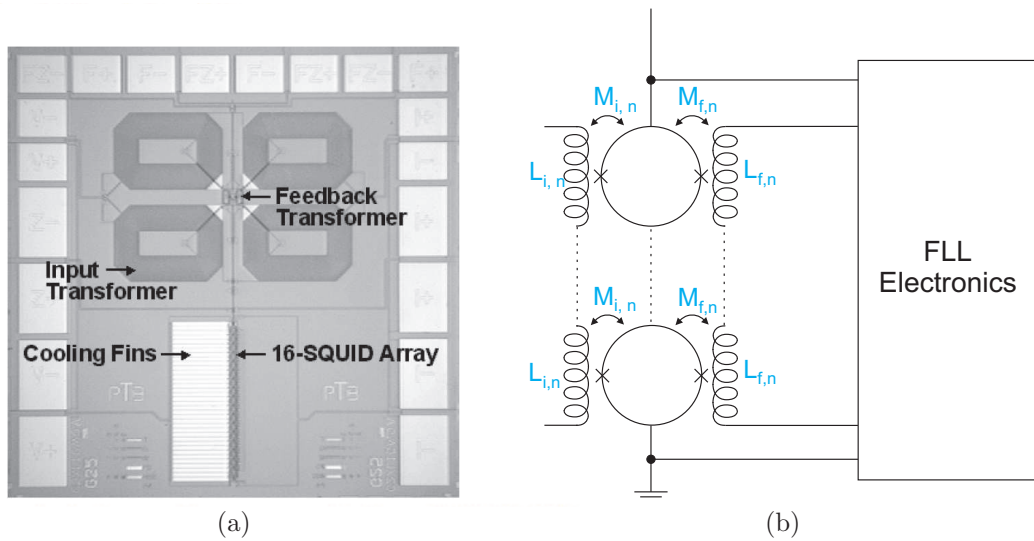 Feedback
Transformer
Input
Transformer
Cooling Fins
16-SQUID Array
PTB
PTB
V+
(a)
M_{i, n}
M_{f,n}
L_{i, n}
L_{f,n}
FLL
Electronics
M_{i, n}
M_{f,n}
L_{i,n}
L_{f,n}
(b)